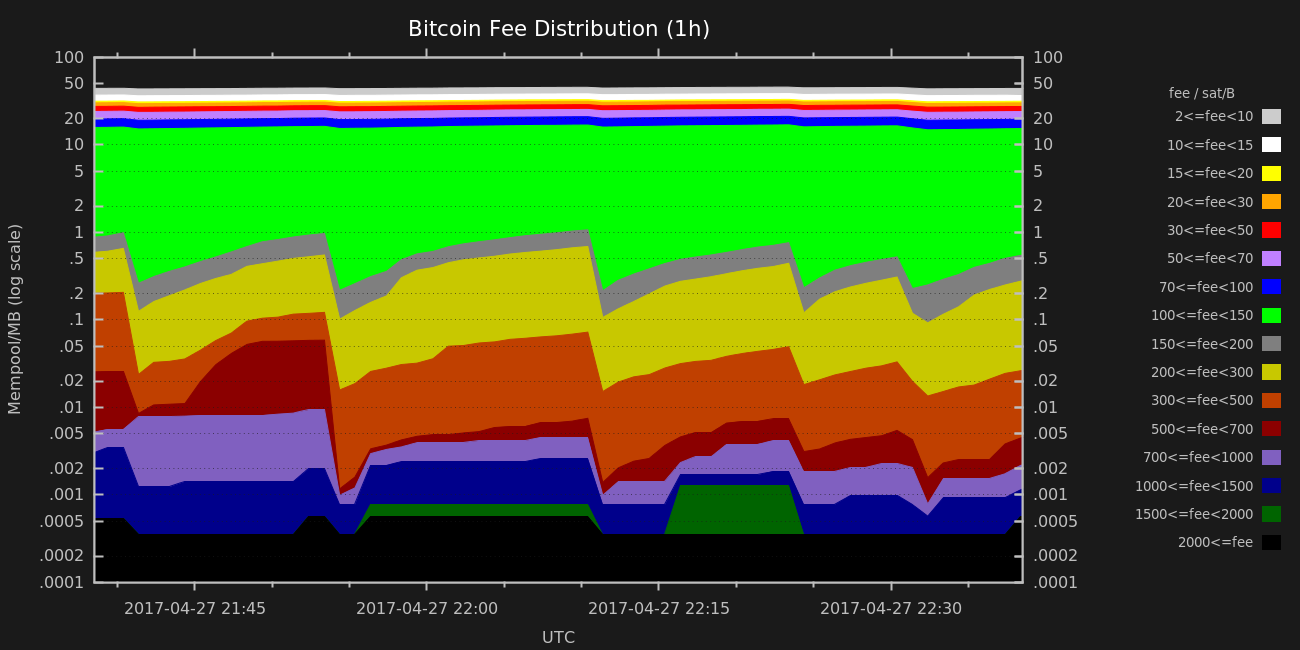 Bitcoin Fee Distribution (1h)
100 100
50 50
20 20
10 10
5 5
2 2
1 1
.5 .5
.2 .2
.1 .1
.05 .05
.02 .02
.01 .01
.005 .005
.002 .002
.001 .001
.0005 .0005
.0002 .0002
.0001 .0001
Mempool/MB (log scale)
2017-04-27 21:45 2017-04-27 22:00 2017-04-27 22:15 2017-04-27 22:30
UTC
fee / sat/B
2<=fee<10
10<=fee<15
15<=fee<20
20<=fee<30
30<=fee<50
50<=fee<70
70<=fee<100
100<=fee<150
150<=fee<200
200<=fee<300
300<=fee<500
500<=fee<700
700<=fee<1000
1000<=fee<1500
1500<=fee<2000
2000<=fee